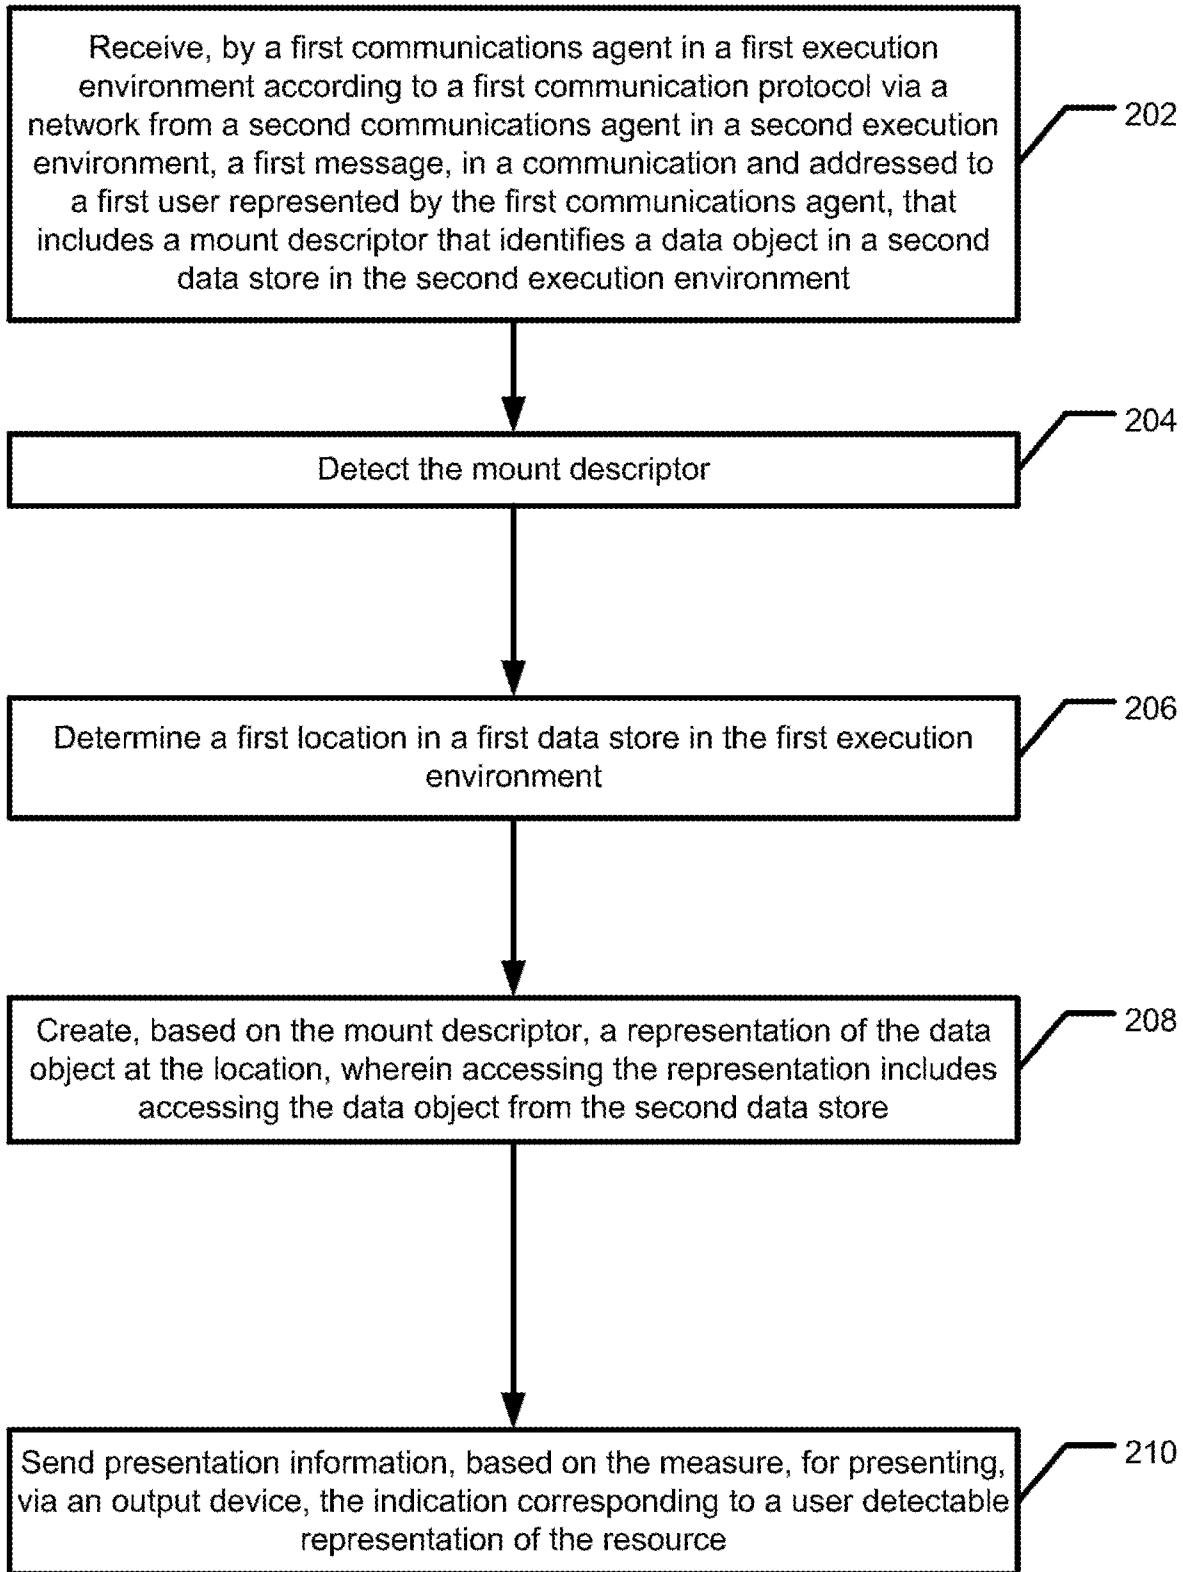 Receive, by a first communications agent in a first execution
environment according to a first communication protocol via a
network from a second communications agent in a second execution
environment, a first message, in a communication and addressed to
a first user represented by the first communications agent, that
includes a mount descriptor that identifies a data object in a second
data store in the second execution environment
202
Detect the mount descriptor
204
Determine a first location in a first data store in the first execution
environment
206
Create, based on the mount descriptor, a representation of the data
object at the location, wherein accessing the representation includes
accessing the data object from the second data store
208
Send presentation information, based on the measure, for presenting,
via an output device, the indication corresponding to a user detectable
representation of the resource
210